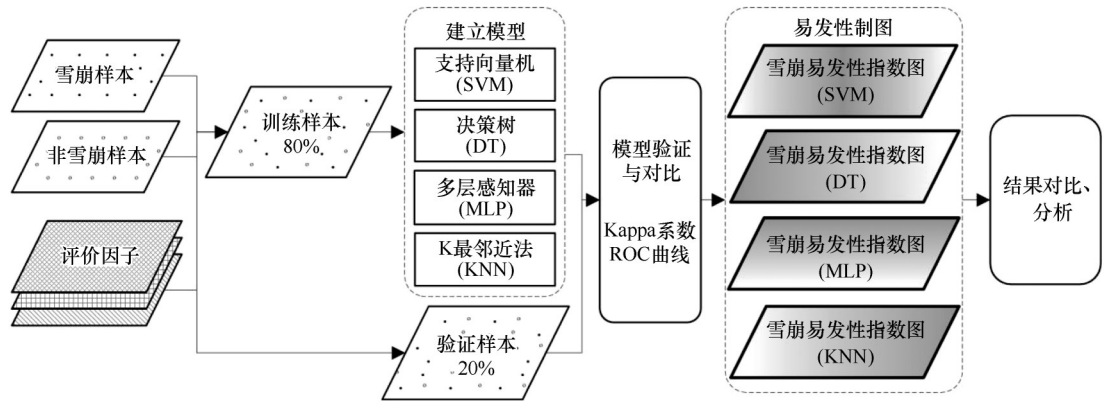 雪崩样本
非雪崩样本
评价因子
训练样本
80%
建立模型
支持向量机
(SVM)
决策树
(DT)
多层感知器
(MLP)
K最邻近法
(KNN)
验证样本
20%
模型验证
与对比
Kappa系数
ROC曲线
易发性制图
雪崩易发性指数图
(SVM)
雪崩易发性指数图
(DT)
雪崩易发性指数图
(MLP)
雪崩易发性指数图
(KNN)
结果对比、
分析